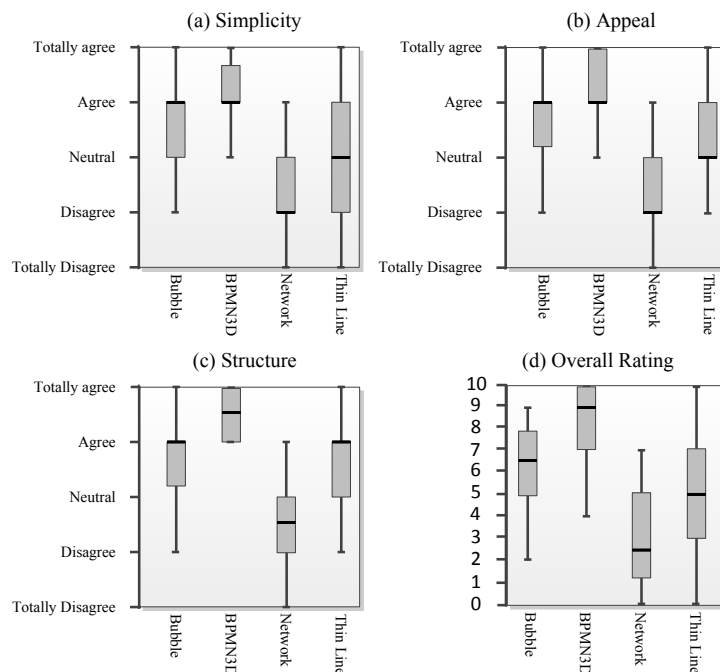 (a) Simplicity
Totally agree
Agree
Neutral
Disagree
Totally Disagree
Bubble
BPMN3D
Network
Thin Line
(b) Appeal
Totally agree
Agree
Neutral
Disagree
Totally Disagree
Bubble
BPMN3D
Network
Thin Line
(c) Structure
Totally agree
Agree
Neutral
Disagree
Totally Disagree
Bubble
BPMN3D
Network
Thin Line
(d) Overall Rating
10
9
8
7
6
5
4
3
2
1
0
Bubble
BPMN3D
Network
Thin Line